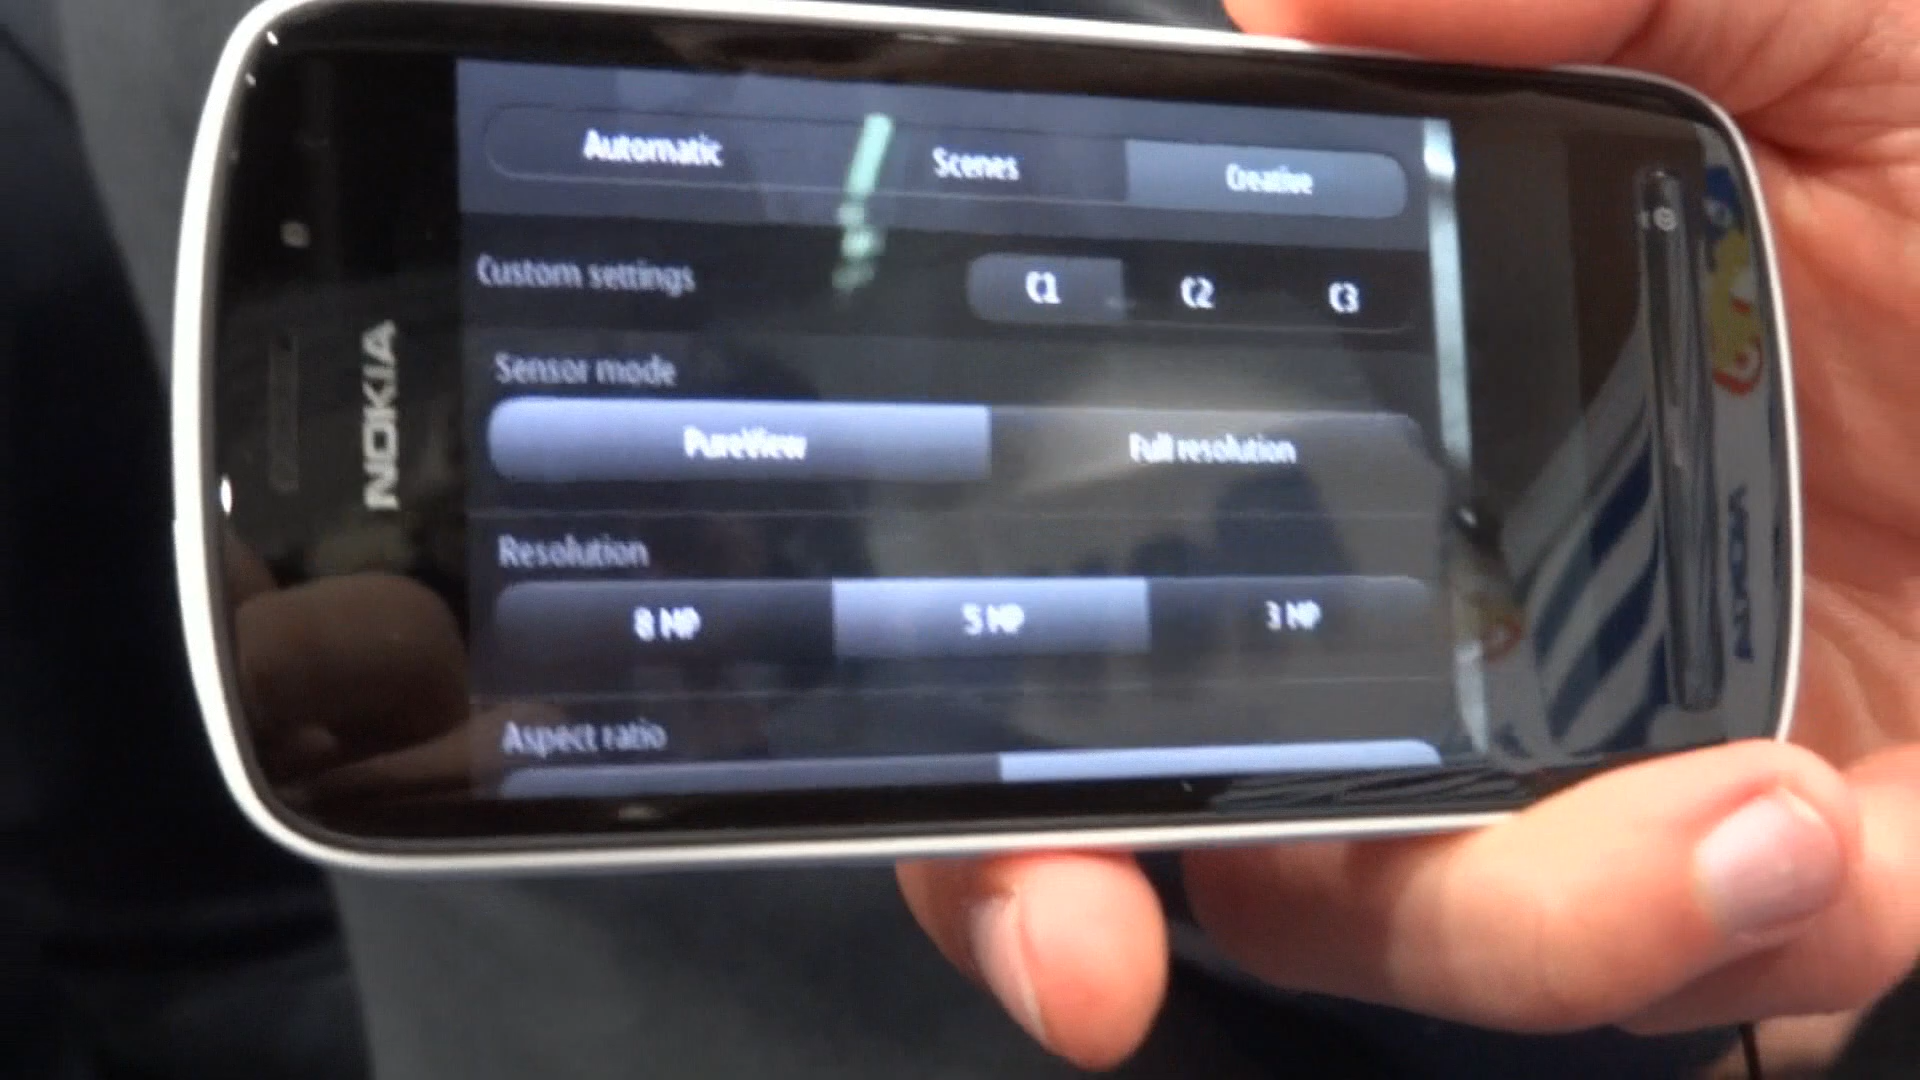 Automatic Scenes Creative
Custom settings C1 C2 C3
Sensor mode
PureView Full resolution
Resolution
8 MP 5 MP 3 MP
Aspect ratio
NOKIA
NOKIA